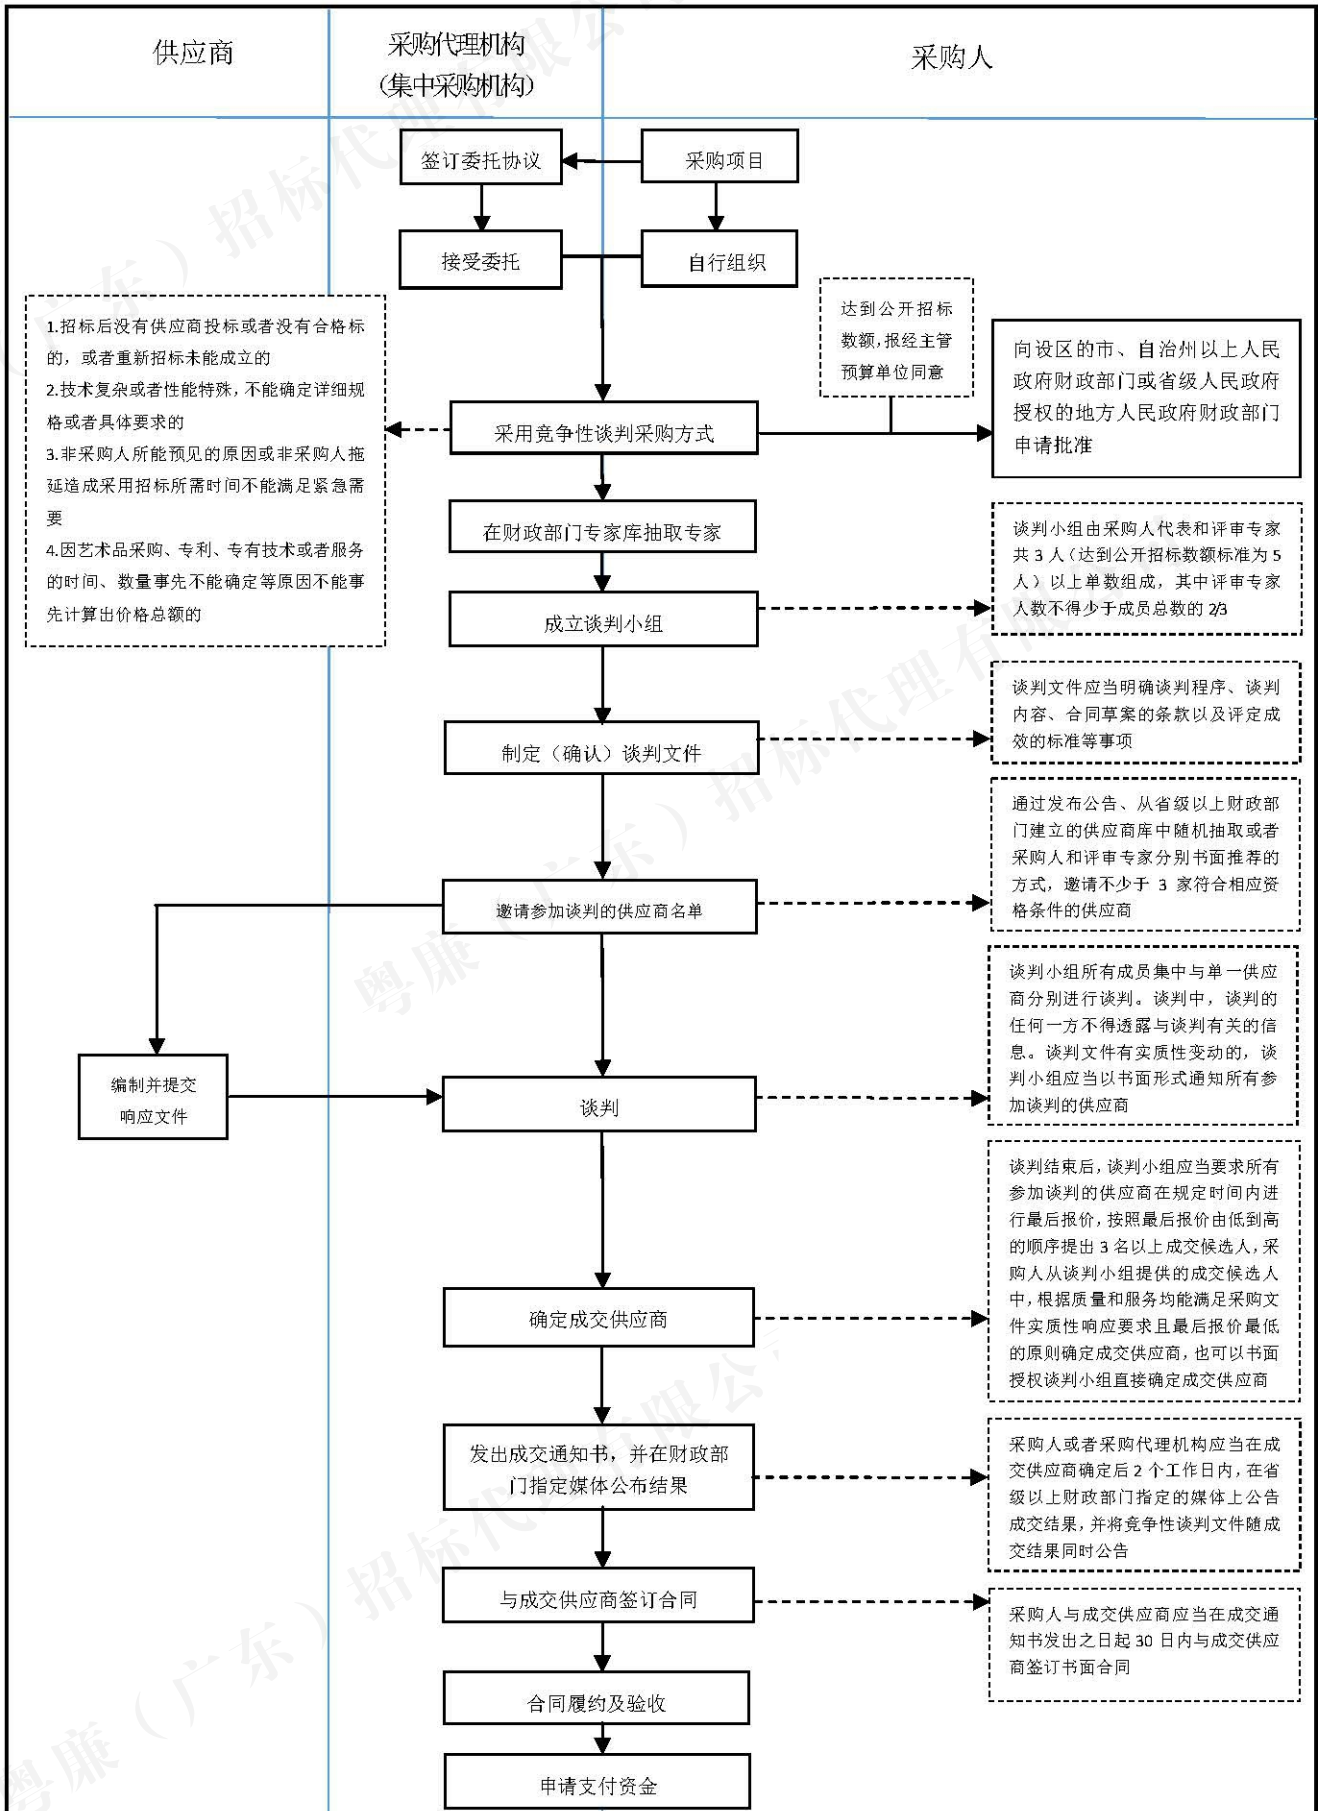 供应商
采购代理机构
（集中采购机构）
采购人
签订委托协议
采购项目
接受委托
自行组织
达到公开招标
数额,报经主管
预算单位同意
向设区的市、自治州以上人民
政府财政部门或省级人民政府
授权的地方人民政府财政部门
申请批准
1.招标后没有供应商投标或者没有合格标
的，或者重新招标未能成立的
2.技术复杂或者性能特殊,不能确定详细规
格或者具体要求的
3.非采购人所能预见的原因或非采购人拖
延造成采用招标所需时间不能满足紧急需
要
4.因艺术品采购、专利、专有技术或者服务
的时间、数量事先不能确定等原因不能事
先计算出价格总额的
采用竞争性谈判采购方式
在财政部门专家库抽取专家
谈判小组由采购人代表和评审专家
共 3 人（达到公开招标数额标准为 5
人）以上单数组成，其中评审专家
人数不得少于成员总数的 2/3
成立谈判小组
谈判文件应当明确谈判程序、谈判
内容、合同草案的条款以及评定成
效的标准等事项
制定（确认）谈判文件
通过发布公告、从省级以上财政部
门建立的供应商库中随机抽取或者
采购人和评审专家分别书面推荐的
方式，邀请不少于 3 家符合相应资
格条件的供应商
邀请参加谈判的供应商名单
谈判小组所有成员集中与单一供应
商分别进行谈判。谈判中，谈判的
任何一方不得透露与谈判有关的信
息。谈判文件有实质性变动的，谈
判小组应当以书面形式通知所有参
加谈判的供应商
编制并提交
响应文件
谈判
谈判结束后,谈判小组应当要求所有
参加谈判的供应商在规定时间内进
行最后报价,按照最后报价由低到高
的顺序提出 3 名以上成交候选人,采
购人从谈判小组提供的成交候选人
中,根据质量和服务均能满足采购文
件实质性响应要求且最后报价最低
的原则确定成交供应商,也可以书面
授权谈判小组直接确定成交供应商
确定成交供应商
发出成交通知书，并在财政部
门指定媒体公布结果
采购人或者采购代理机构应当在成
交供应商确定后 2 个工作日内,在省
级以上财政部门指定的媒体上公告
成交结果,并将竞争性谈判文件随成
交结果同时公告
与成交供应商签订合同
采购人与成交供应商应当在成交通
知书发出之日起 30 日内与成交供应
商签订书面合同
合同履约及验收
申请支付资金
粤廉（广东）招标代理有限公司